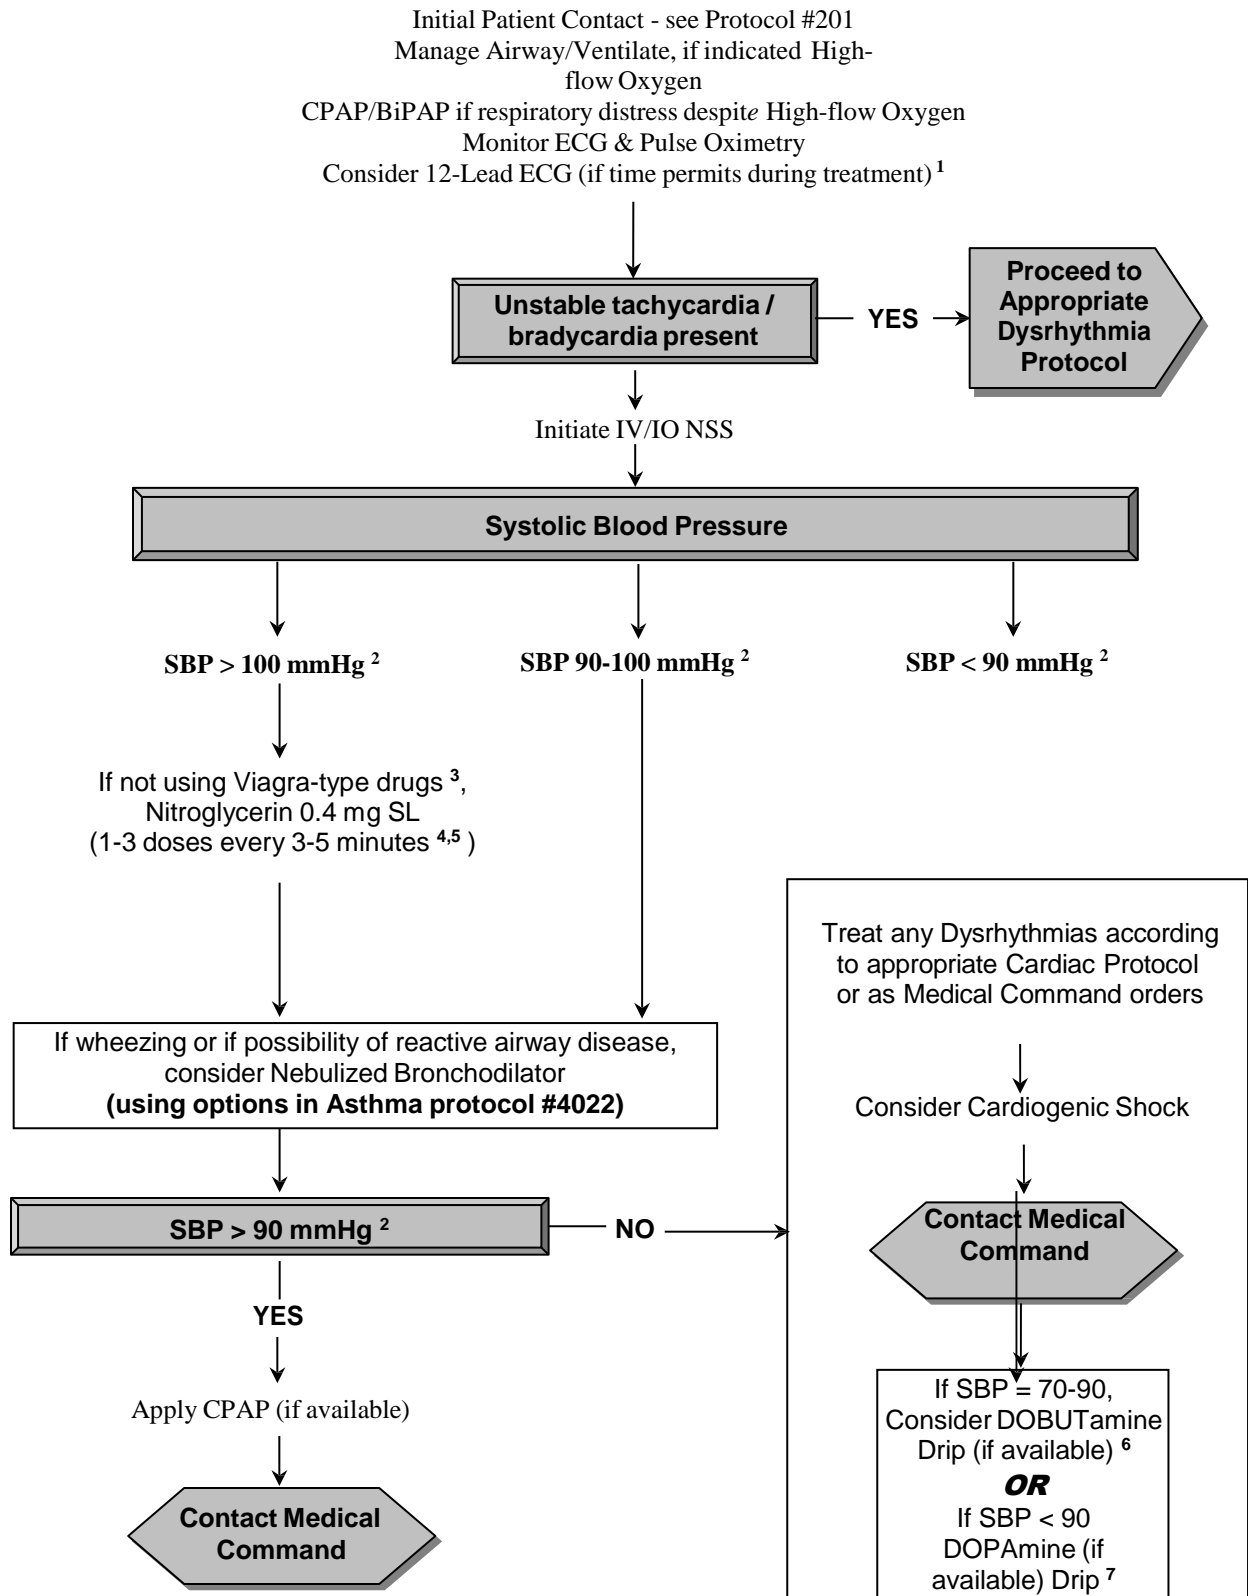 Initial Patient Contact - see Protocol #201
Manage Airway/Ventilate, if indicated High-
flow Oxygen
CPAP/BiPAP if respiratory distress despite High-flow Oxygen
Monitor ECG & Pulse Oximetry
Consider 12-Lead ECG (if time permits during treatment) 1
Unstable tachycardia /
bradycardia present
YES
Proceed to
Appropriate
Dysrhythmia
Protocol
Initiate IV/IO NSS
Systolic Blood Pressure
SBP > 100 mmHg 2
SBP 90-100 mmHg 2
SBP < 90 mmHg 2
If not using Viagra-type drugs 3,
Nitroglycerin 0.4 mg SL
(1-3 doses every 3-5 minutes 4,5 )
If wheezing or if possibility of reactive airway disease,
consider Nebulized Bronchodilator
(using options in Asthma protocol #4022)
SBP > 90 mmHg 2
NO
YES
Apply CPAP (if available)
Contact Medical
Command
Treat any Dysrhythmias according
to appropriate Cardiac Protocol
or as Medical Command orders
Consider Cardiogenic Shock
Contact Medical
Command
If SBP = 70-90,
Consider DOBUTamine
Drip (if available) 6
OR
If SBP < 90
DOPAmine (if
available) Drip 7